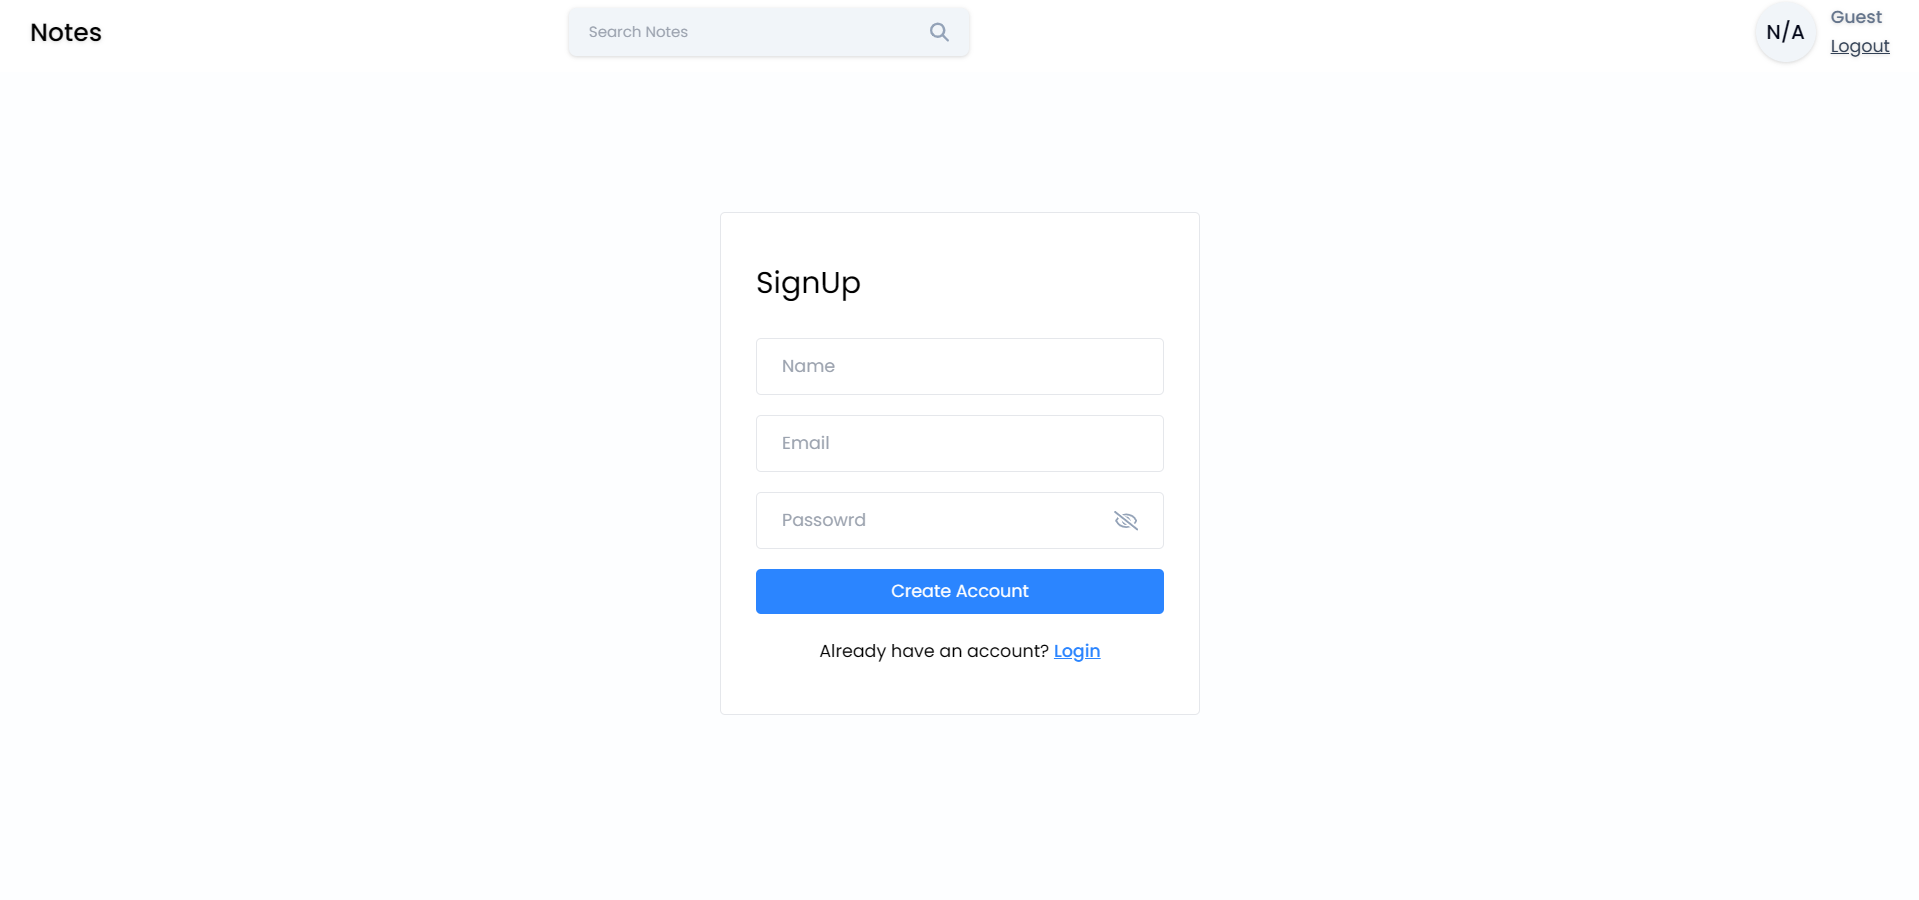 Notes
Search Notes
N/A
Guest
Logout
SignUp
Name
Email
Passowrd
Create Account
Already have an account? Login